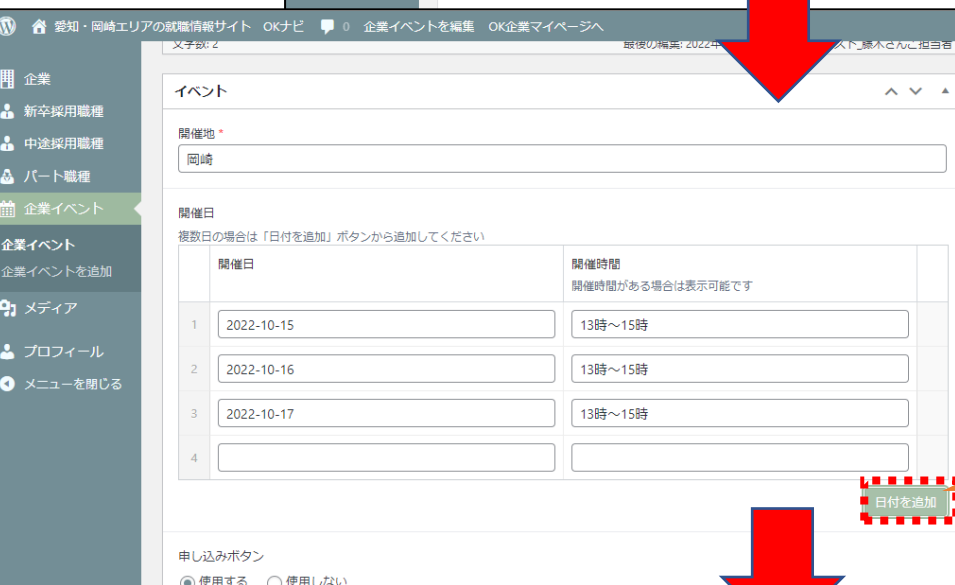 愛知・岡崎エリアの就職情報サイト OKナビ 0 企業イベントを編集 OK企業マイページへ
文字数: 2
最後の編集: 2022年 スト_藤木さんご担当者
企業
新卒採用職種
中途採用職種
パート職種
企業イベント
企業イベント
企業イベントを追加
メディア
プロフィール
メニューを閉じる
イベント
開催地 *
岡崎
開催日
複数日の場合は「日付を追加」ボタンから追加してください
開催日 開催時間
開催時間がある場合は表示可能です
1 2022-10-15 13時～15時
2 2022-10-16 13時～15時
3 2022-10-17 13時～15時
4
日付を追加
申し込みボタン
使用する 使用しない